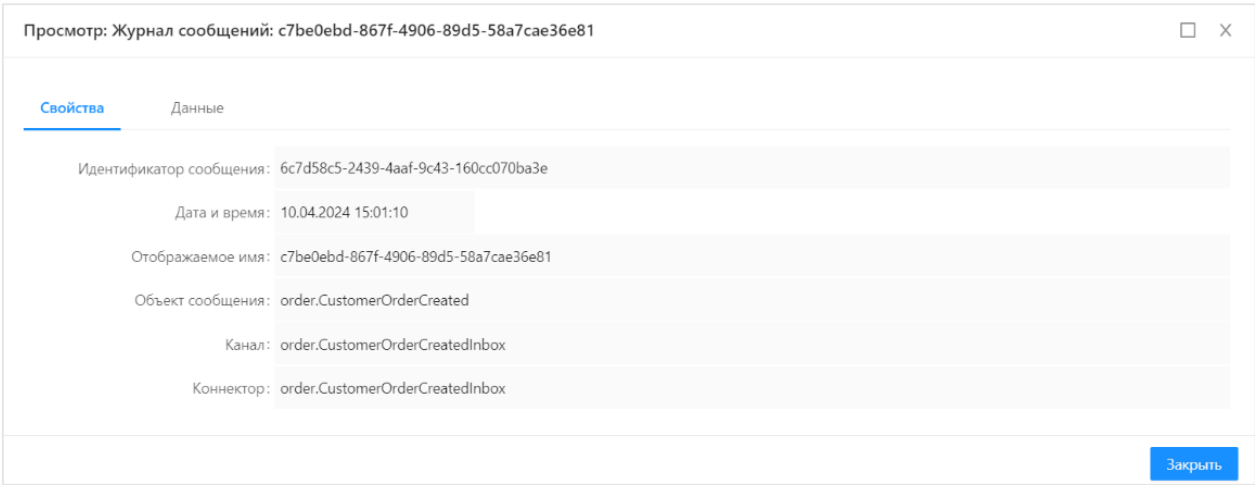 Просмотр: Журнал сообщений: c7be0ebd-867f-4906-89d5-58a7cae36e81
Свойства Данные
Идентификатор сообщения: 6c7d58c5-2439-4aaf-9c43-160cc070ba3e
Дата и время: 10.04.2024 15:01:10
Отображаемое имя: c7be0ebd-867f-4906-89d5-58a7cae36e81
Объект сообщения: order.CustomerOrderCreated
Канал: order.CustomerOrderCreatedInbox
Коннектор: order.CustomerOrderCreatedInbox
Закрыть